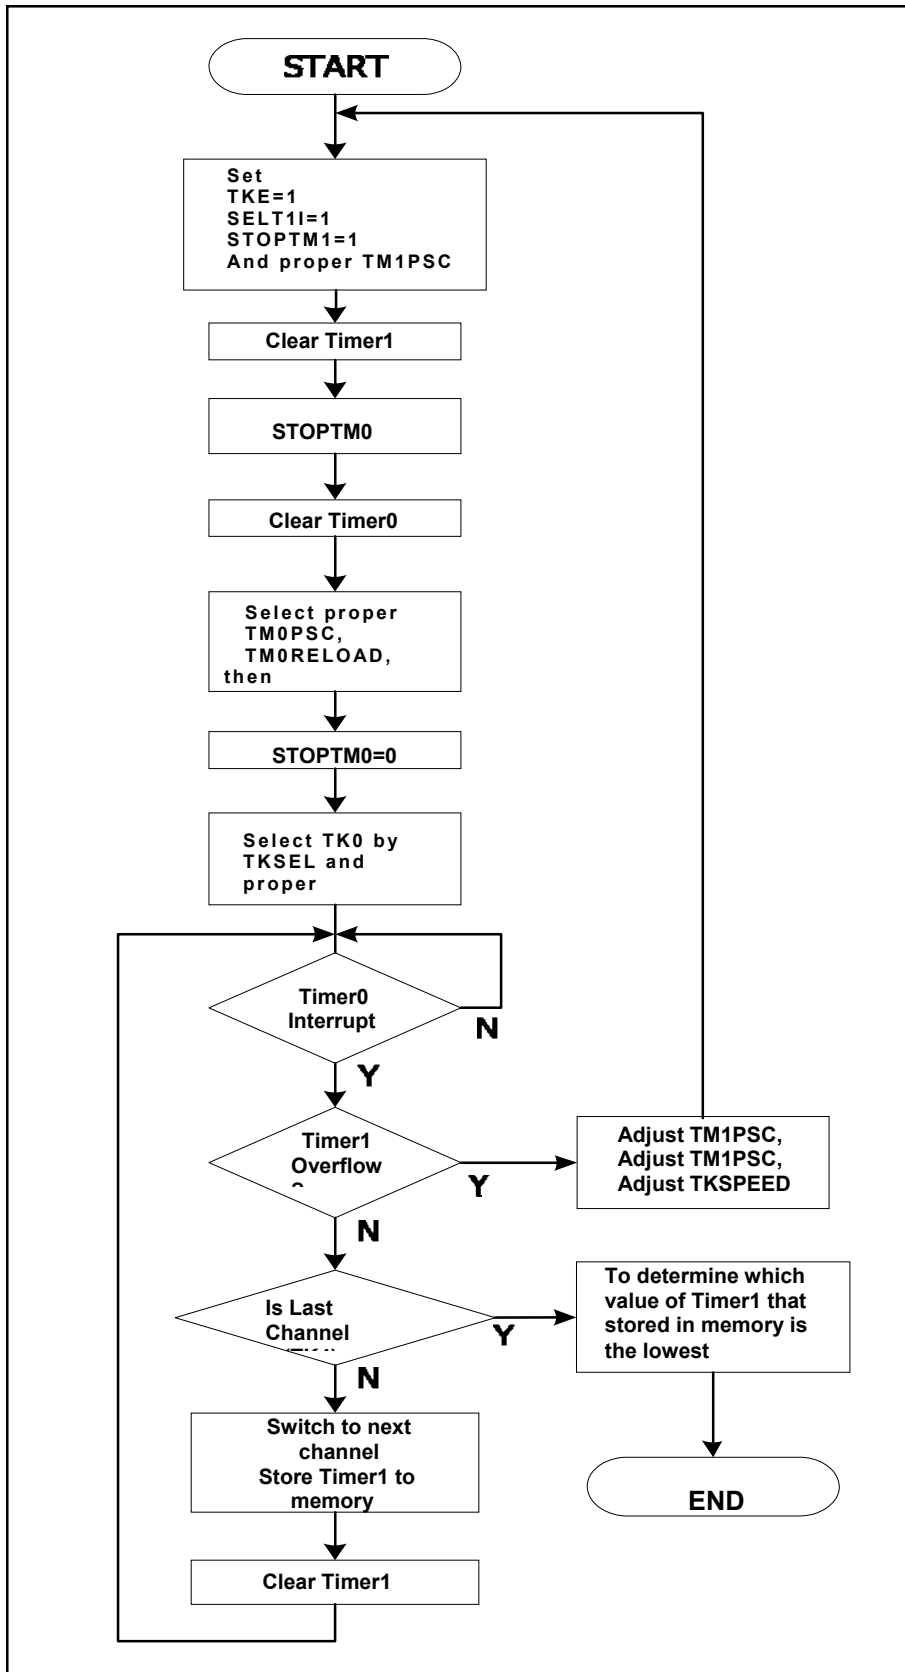 START
Set
TKE=1
SELT1I=1
STOPTM1=1
And proper TM1PSC
Clear Timer1
STOPTM0
Clear Timer0
Select proper
TM0PSC,
TM0RELOAD,
then
STOPTM0=0
Select TK0 by
TKSEL and
proper
Timer0
Interrupt
N
Y
Timer1
Overflow
Y
N
Adjust TM1PSC,
Adjust TM1PSC,
Adjust TKSPEED
Is Last
Channel
Y
N
To determine which
value of Timer1 that
stored in memory is
the lowest
Switch to next
channel
Store Timer1 to
memory
END
Clear Timer1